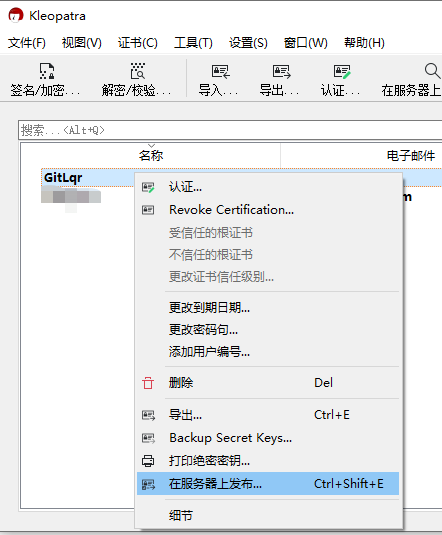 Kleopatra
文件(F) 视图(V) 证书(C) 工具(T) 设置(S) 窗口(W) 帮助(H)
签名/加密... 解密/校验... 导入... 导出... 认证... 在服务器上
搜索...<Alt+Q>
名称 电子邮件
GitLqr
认证...
Revoke Certification...
受信任的根证书
不信任的根证书
更改证书信任级别...
更改到期日期...
更改密码句...
添加用户编号...
删除 Del
导出... Ctrl+E
Backup Secret Keys...
打印绝密密钥...
在服务器上发布... Ctrl+Shift+E
细节